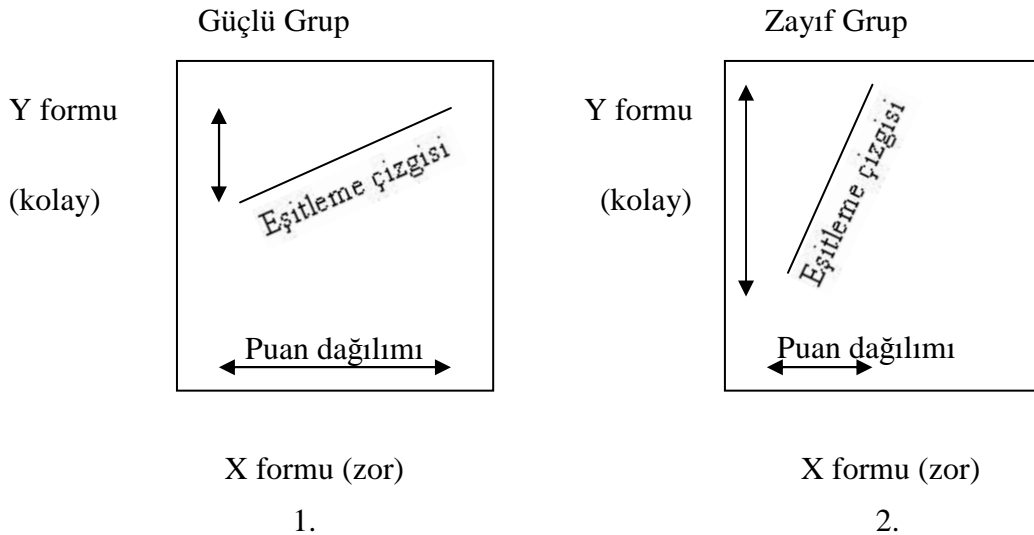 Güçlü Grup
Zayıf Grup
Y formu
(kolay)
Eşitleme çizgisi
Puan dağılımı
Y formu
(kolay)
Eşitleme çizgisi
Puan dağılımı
X formu (zor)
X formu (zor)
1.
2.